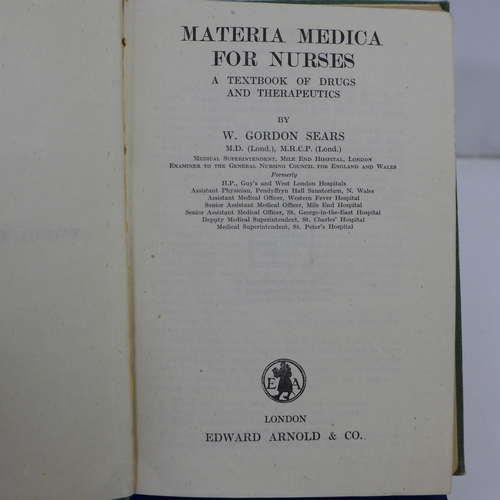 MATERIA MEDICA
FOR NURSES
A TEXTBOOK OF DRUGS
AND THERAPEUTICS
BY
W. GORDON SEARS
M.D. (Lond.), M.R.C.P. (Lond.)
Medical Superintendent, Mile End Hospital, London
Examiner to the General Nursing Council for England and Wales
Formerly
H.P., Guy's and West London Hospitals
Assistant Physician, Pendyffryn Hall Sanatorium, N. Wales
Assistant Medical Officer, Western Fever Hospital
Senior Assistant Medical Officer, Mile End Hospital
Senior Assistant Medical Officer, St. George-in-the-East Hospital
Deputy Medical Superintendent, St. Charles' Hospital
Medical Superintendent, St. Peter's Hospital
E A
LONDON
EDWARD ARNOLD & CO.